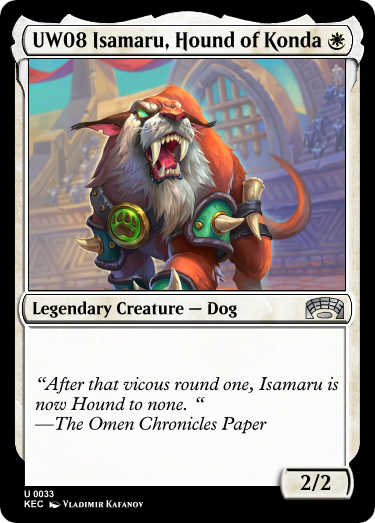 UW08 Isamaru, Hound of Konda
Legendary Creature — Dog
“After that vicous round one, Isamaru is
now Hound to none. “
—The Omen Chronicles Paper
2/2
U 0033
KEC Vladimir Kafanov